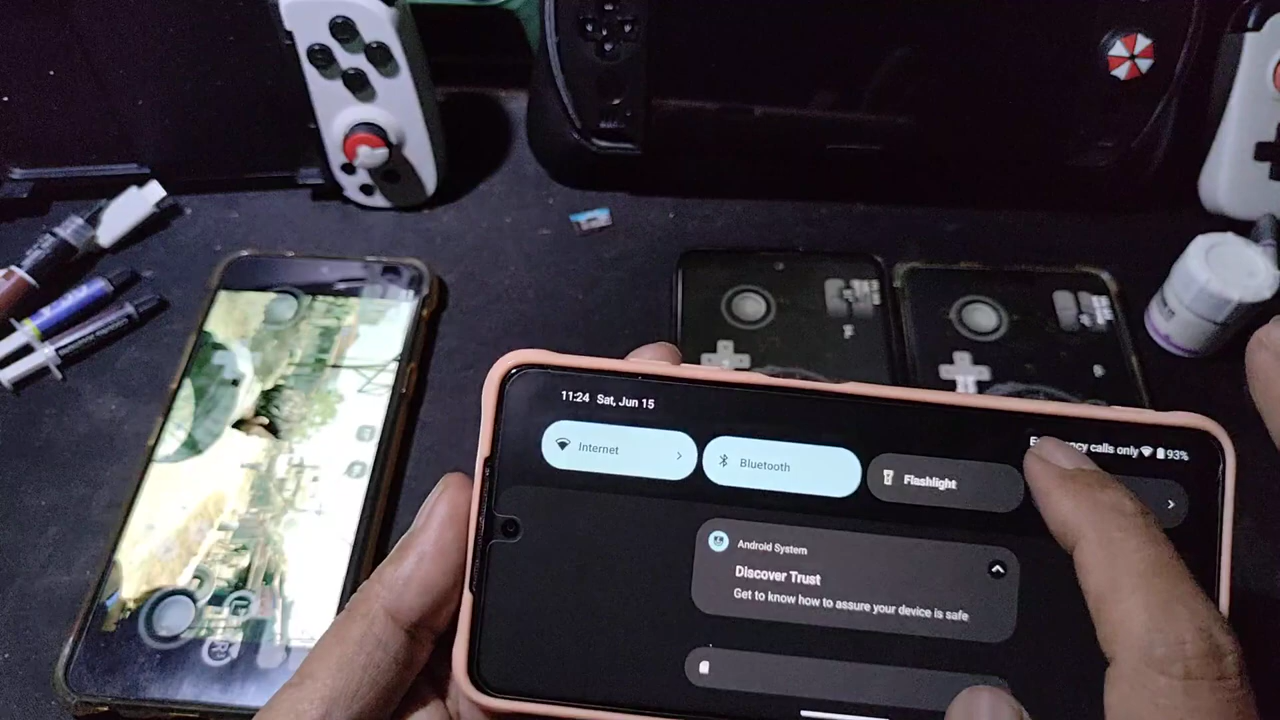 11:24 Sat, Jun 15
calls only 93%
Internet
Bluetooth
Flashlight
Android System
Discover Trust
Get to know how to assure your device is safe